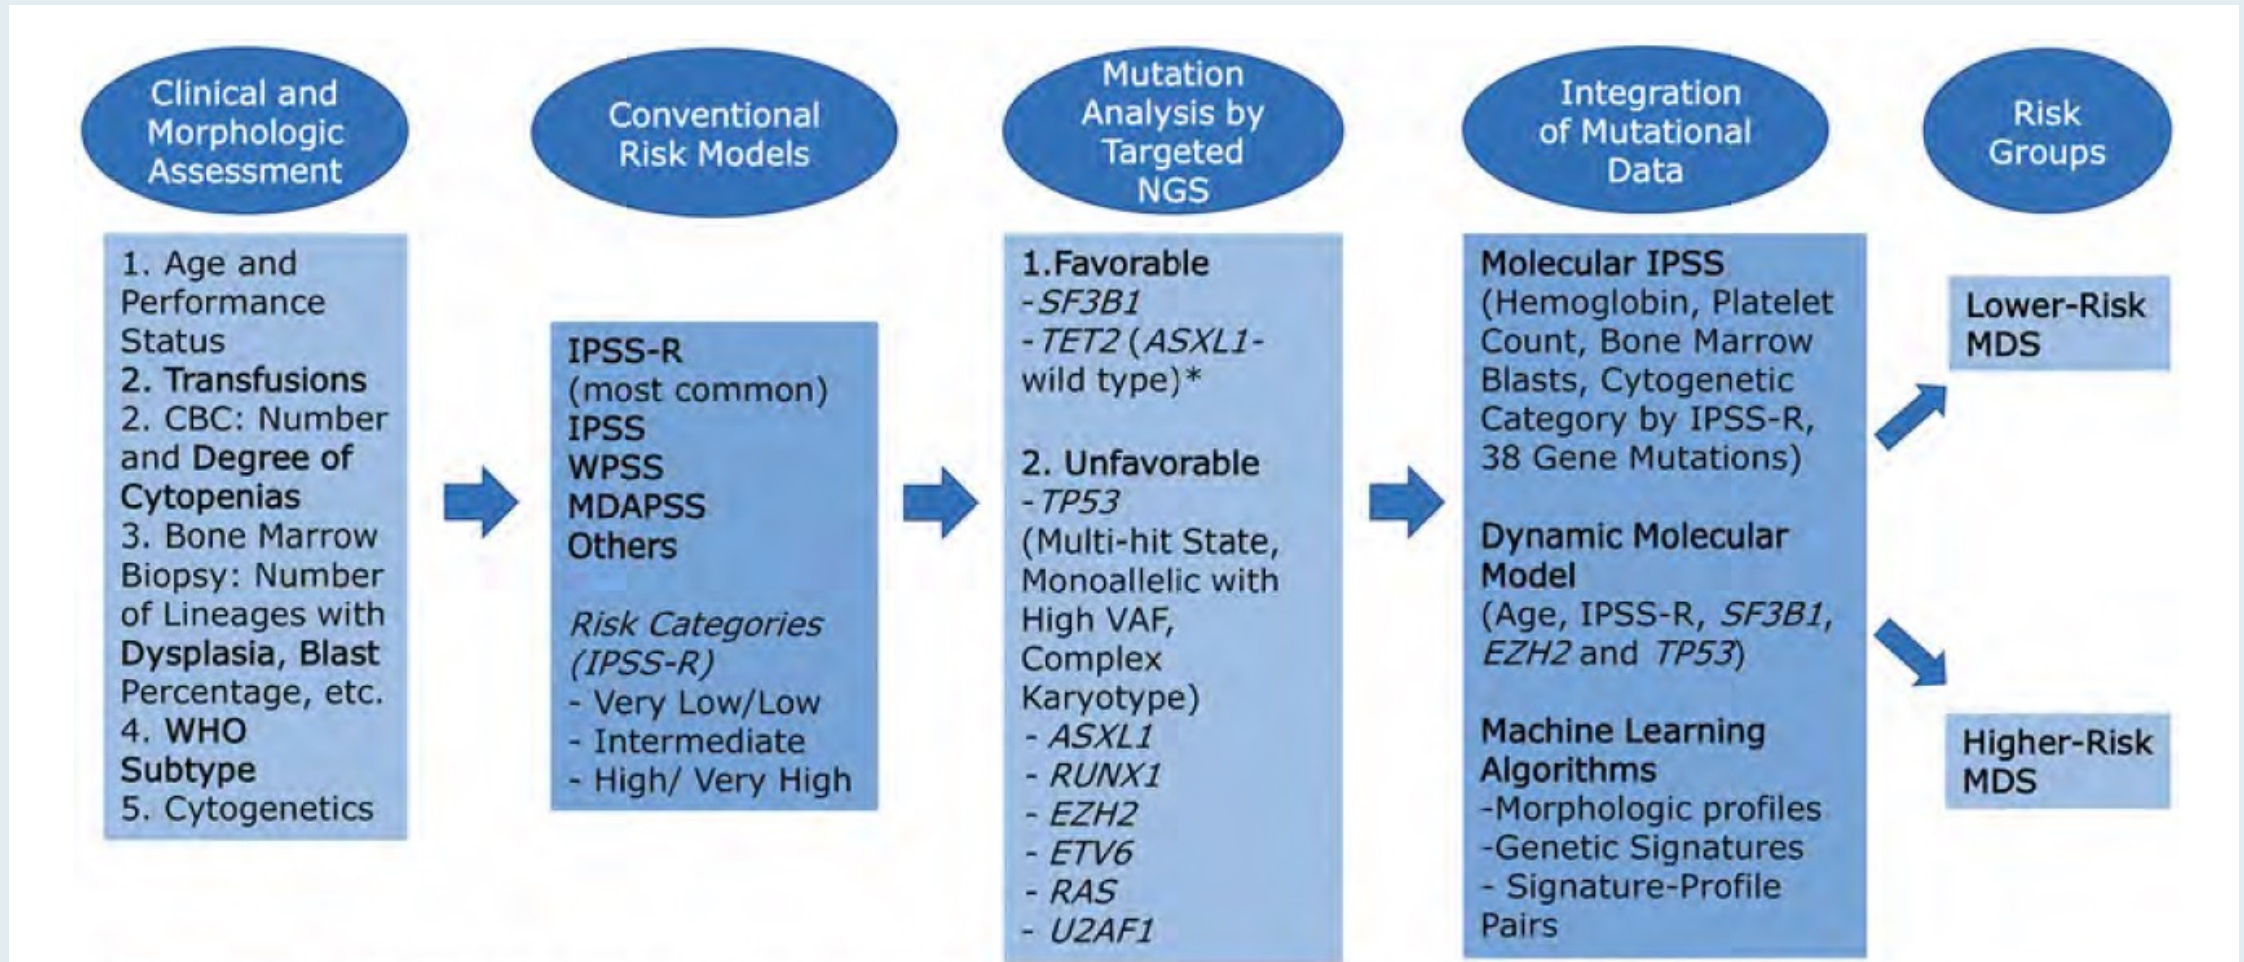 Clinical and
Morphologic
Assessment
1. Age and
Performance
Status
2. Transfusions
2. CBC: Number
and Degree of
Cytopenias
3. Bone Marrow
Biopsy: Number
of Lineages with
Dysplasia, Blast
Percentage, etc.
4. WHO
Subtype
5. Cytogenetics
Conventional
Risk Models
IPSS-R
(most common)
IPSS
WPSS
MDAPSS
Others
Risk Categories
(IPSS-R)
- Very Low/Low
- Intermediate
- High/ Very High
Mutation
Analysis by
Targeted
NGS
1.Favorable
- SF3B1
- TET2 (ASXL1-
wild type)*
2. Unfavorable
- TP53
(Multi-hit State,
Monoallelic with
High VAF,
Complex
Karyotype)
- ASXL1
- RUNX1
- EZH2
- ETV6
- RAS
- U2AF1
Integration
of Mutational
Data
Molecular IPSS
(Hemoglobin, Platelet
Count, Bone Marrow
Blasts, Cytogenetic
Category by IPSS-R,
38 Gene Mutations)
Dynamic Molecular
Model
(Age, IPSS-R, SF3B1,
EZH2 and TP53)
Machine Learning
Algorithms
-Morphologic profiles
-Genetic Signatures
- Signature-Profile
Pairs
Risk
Groups
Lower-Risk
MDS
Higher-Risk
MDS